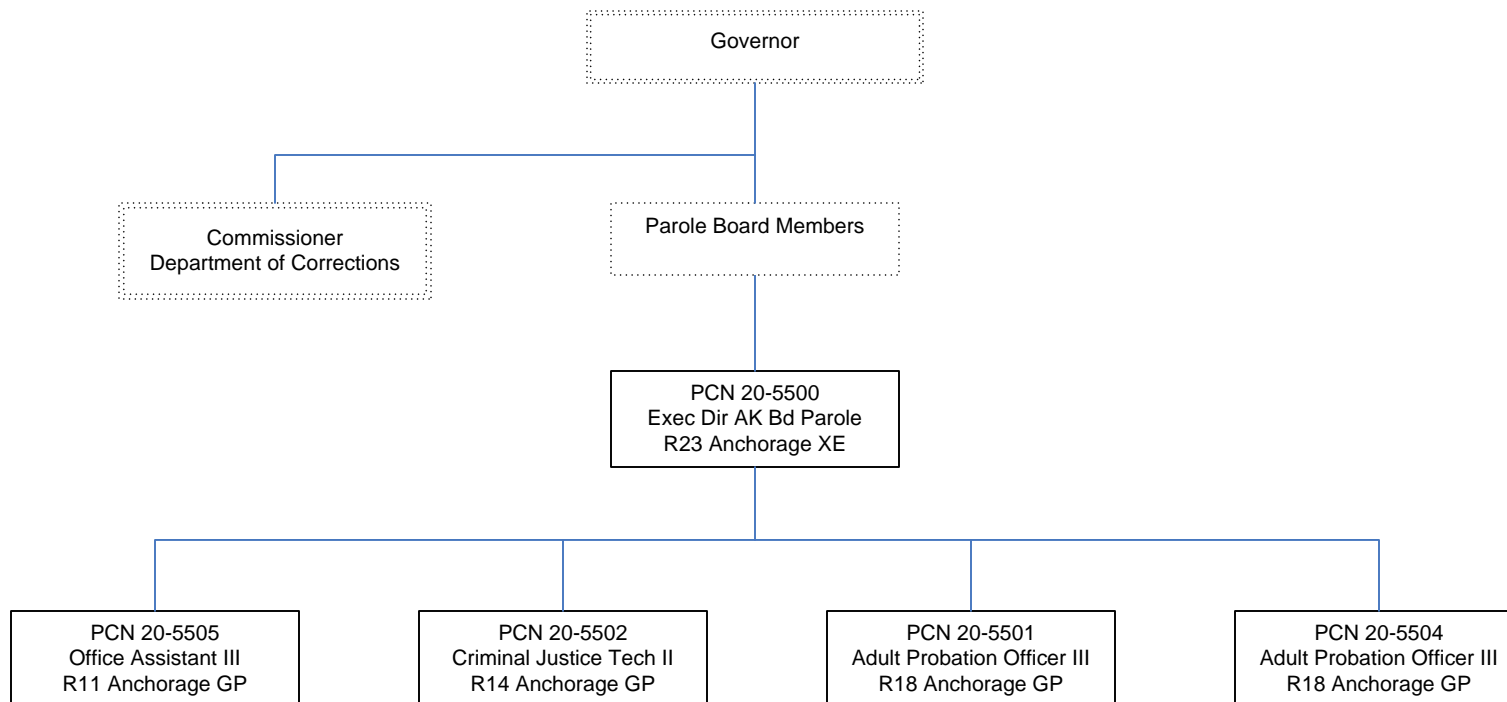 Governor
Commissioner
Department of Corrections
Parole Board Members
PCN 20-5500
Exec Dir AK Bd Parole
R23 Anchorage XE
PCN 20-5505
Office Assistant III
R11 Anchorage GP
PCN 20-5502
Criminal Justice Tech II
R14 Anchorage GP
PCN 20-5501
Adult Probation Officer III
R18 Anchorage GP
PCN 20-5504
Adult Probation Officer III
R18 Anchorage GP